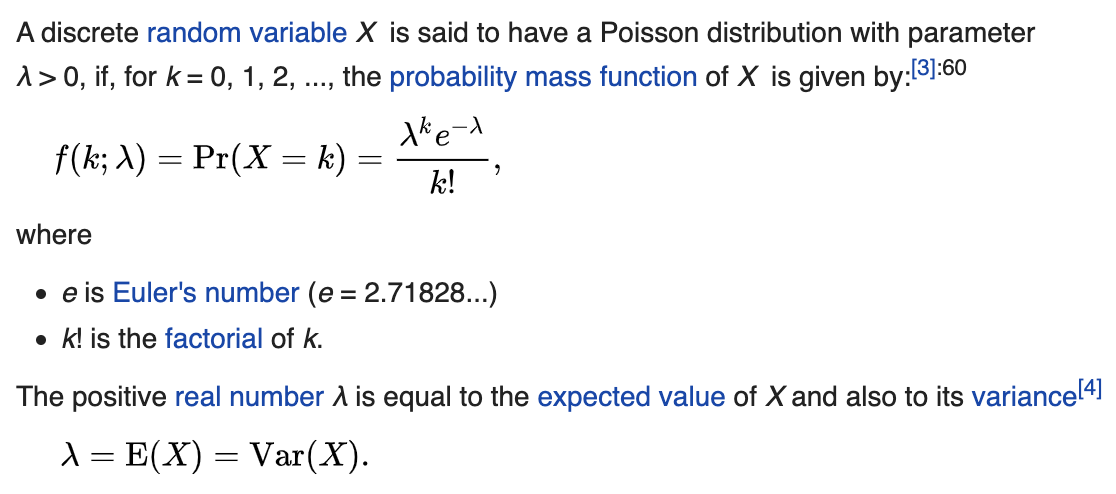 A discrete random variable X is said to have a Poisson distribution with parameter
λ > 0, if, for k = 0, 1, 2, ..., the probability mass function of X is given by:[3]:60
f(k; λ) = Pr(X = k) = λ^k e^−λ / k!,
where
• e is Euler's number (e = 2.71828...)
• k! is the factorial of k.
The positive real number λ is equal to the expected value of X and also to its variance[4]
λ = E(X) = Var(X).